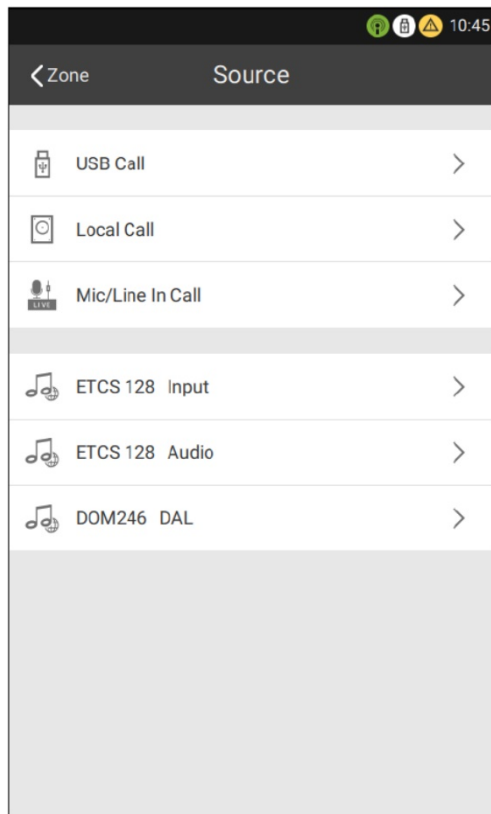 10:45
Zone Source
USB Call
Local Call
LIVE Mic/Line In Call
ETCS 128 Input
ETCS 128 Audio
DOM246 DAL